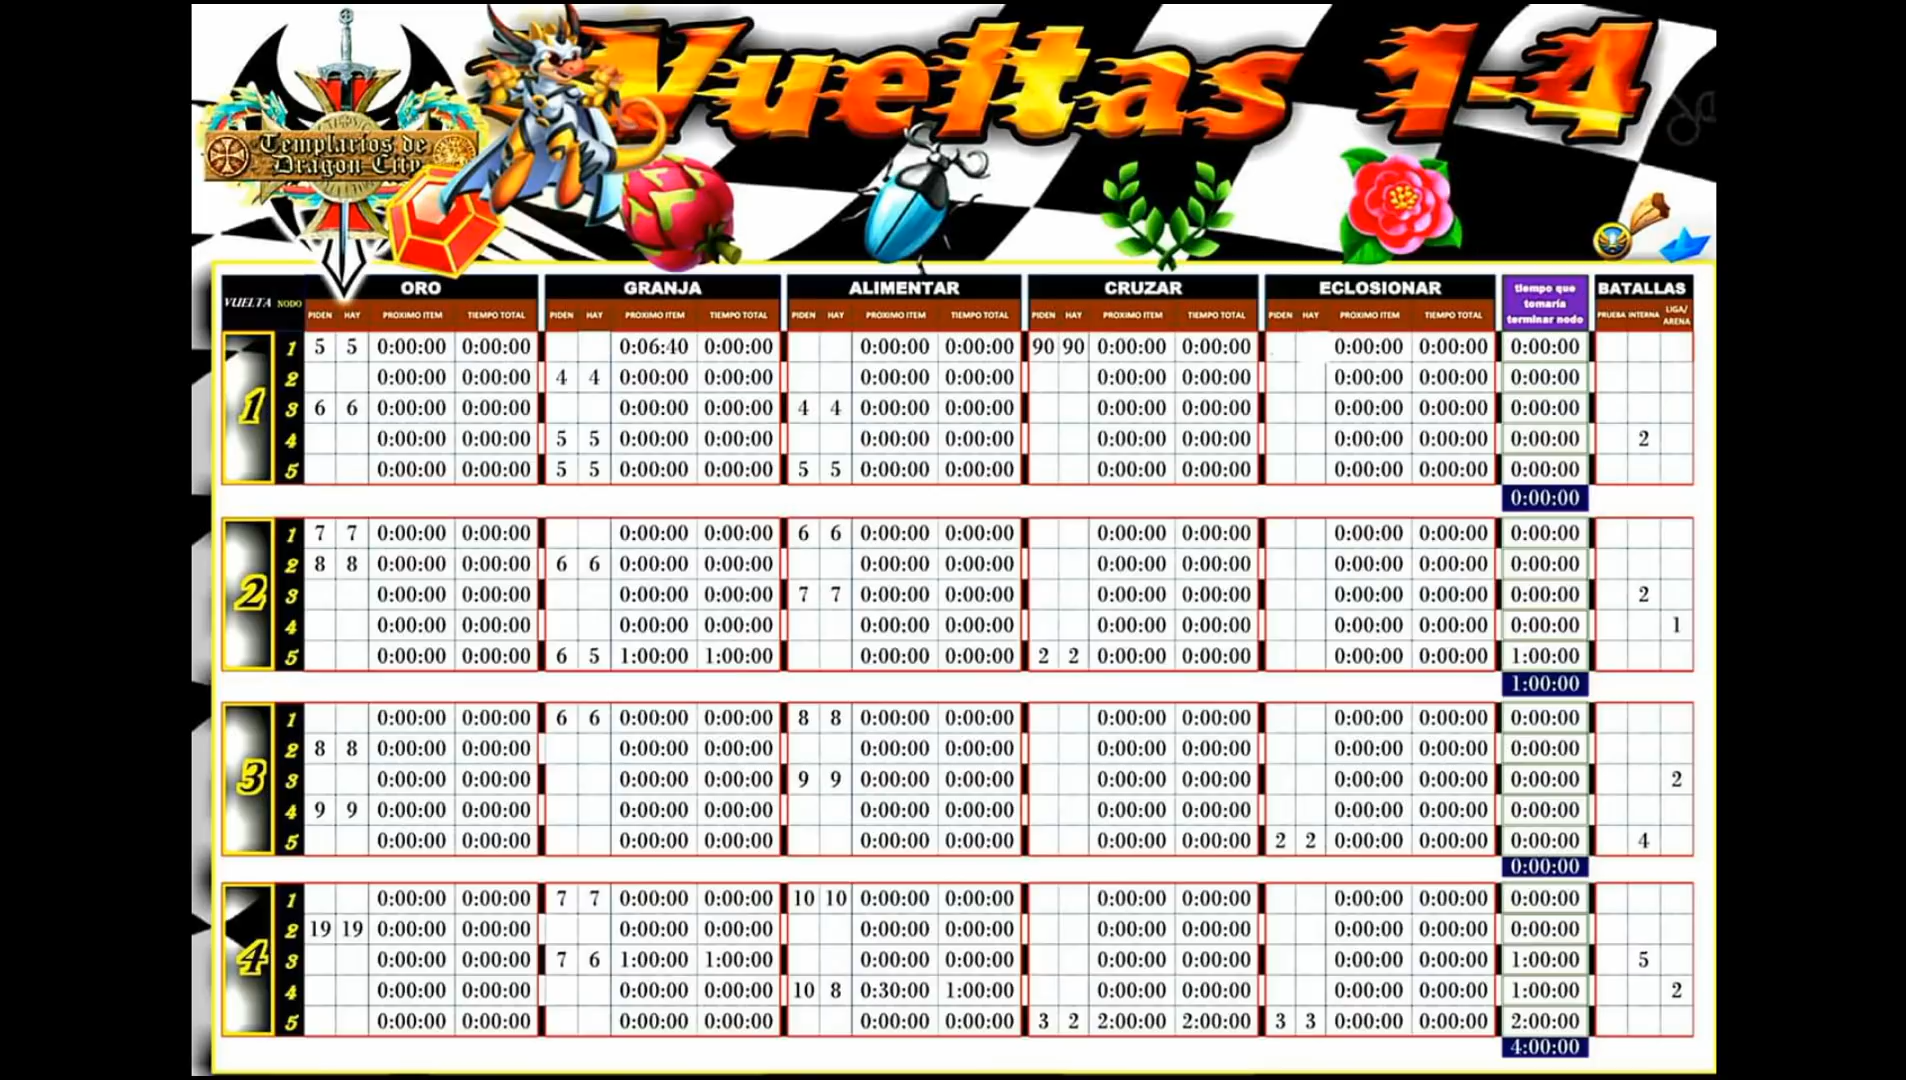 Vueltas 1-4
Templarios de
Dragon City
ORO GRANJA ALIMENTAR CRUZAR ECLOSIONAR tiempo que tomaría terminar nodo BATALLAS
VUELTA NODO PIDEN HAY PROXIMO ITEM TIEMPO TOTAL PIDEN HAY PROXIMO ITEM TIEMPO TOTAL PIDEN HAY PROXIMO ITEM TIEMPO TOTAL PIDEN HAY PROXIMO ITEM TIEMPO TOTAL PIDEN HAY PROXIMO ITEM TIEMPO TOTAL PRUEBA INTERNA LIGA/ ARENA
1
1 5 5 0:00:00 0:00:00 0:06:40 0:00:00 0:00:00 0:00:00 90 90 0:00:00 0:00:00 0:00:00 0:00:00 0:00:00
2 0:00:00 0:00:00 4 4 0:00:00 0:00:00 0:00:00 0:00:00 0:00:00 0:00:00 0:00:00 0:00:00 0:00:00
3 6 6 0:00:00 0:00:00 0:00:00 0:00:00 4 4 0:00:00 0:00:00 0:00:00 0:00:00 0:00:00 0:00:00 0:00:00
4 0:00:00 0:00:00 5 5 0:00:00 0:00:00 0:00:00 0:00:00 0:00:00 0:00:00 0:00:00 0:00:00 0:00:00 2
5 0:00:00 0:00:00 5 5 0:00:00 0:00:00 5 5 0:00:00 0:00:00 0:00:00 0:00:00 0:00:00 0:00:00 0:00:00
0:00:00
2
1 7 7 0:00:00 0:00:00 0:00:00 0:00:00 6 6 0:00:00 0:00:00 0:00:00 0:00:00 0:00:00 0:00:00 0:00:00
2 8 8 0:00:00 0:00:00 6 6 0:00:00 0:00:00 0:00:00 0:00:00 0:00:00 0:00:00 0:00:00 0:00:00 0:00:00
3 0:00:00 0:00:00 0:00:00 0:00:00 7 7 0:00:00 0:00:00 0:00:00 0:00:00 0:00:00 0:00:00 0:00:00 2
4 0:00:00 0:00:00 0:00:00 0:00:00 0:00:00 0:00:00 0:00:00 0:00:00 0:00:00 0:00:00 0:00:00 1
5 0:00:00 0:00:00 6 5 1:00:00 1:00:00 0:00:00 0:00:00 2 2 0:00:00 0:00:00 0:00:00 0:00:00 1:00:00
1:00:00
3
1 0:00:00 0:00:00 6 6 0:00:00 0:00:00 8 8 0:00:00 0:00:00 0:00:00 0:00:00 0:00:00 0:00:00 0:00:00
2 8 8 0:00:00 0:00:00 0:00:00 0:00:00 0:00:00 0:00:00 0:00:00 0:00:00 0:00:00 0:00:00 0:00:00
3 0:00:00 0:00:00 0:00:00 0:00:00 9 9 0:00:00 0:00:00 0:00:00 0:00:00 0:00:00 0:00:00 0:00:00 2
4 9 9 0:00:00 0:00:00 0:00:00 0:00:00 0:00:00 0:00:00 0:00:00 0:00:00 0:00:00 0:00:00 0:00:00
5 0:00:00 0:00:00 0:00:00 0:00:00 0:00:00 0:00:00 0:00:00 0:00:00 2 2 0:00:00 0:00:00 0:00:00 4
0:00:00
4
1 0:00:00 0:00:00 7 7 0:00:00 0:00:00 10 10 0:00:00 0:00:00 0:00:00 0:00:00 0:00:00 0:00:00 0:00:00
2 19 19 0:00:00 0:00:00 0:00:00 0:00:00 0:00:00 0:00:00 0:00:00 0:00:00 0:00:00 0:00:00 0:00:00
3 0:00:00 0:00:00 7 6 1:00:00 1:00:00 0:00:00 0:00:00 0:00:00 0:00:00 0:00:00 0:00:00 1:00:00 5
4 0:00:00 0:00:00 0:00:00 0:00:00 10 8 0:30:00 1:00:00 0:00:00 0:00:00 0:00:00 0:00:00 1:00:00 2
5 0:00:00 0:00:00 0:00:00 0:00:00 0:00:00 0:00:00 3 2 2:00:00 2:00:00 3 3 0:00:00 0:00:00 2:00:00
4:00:00